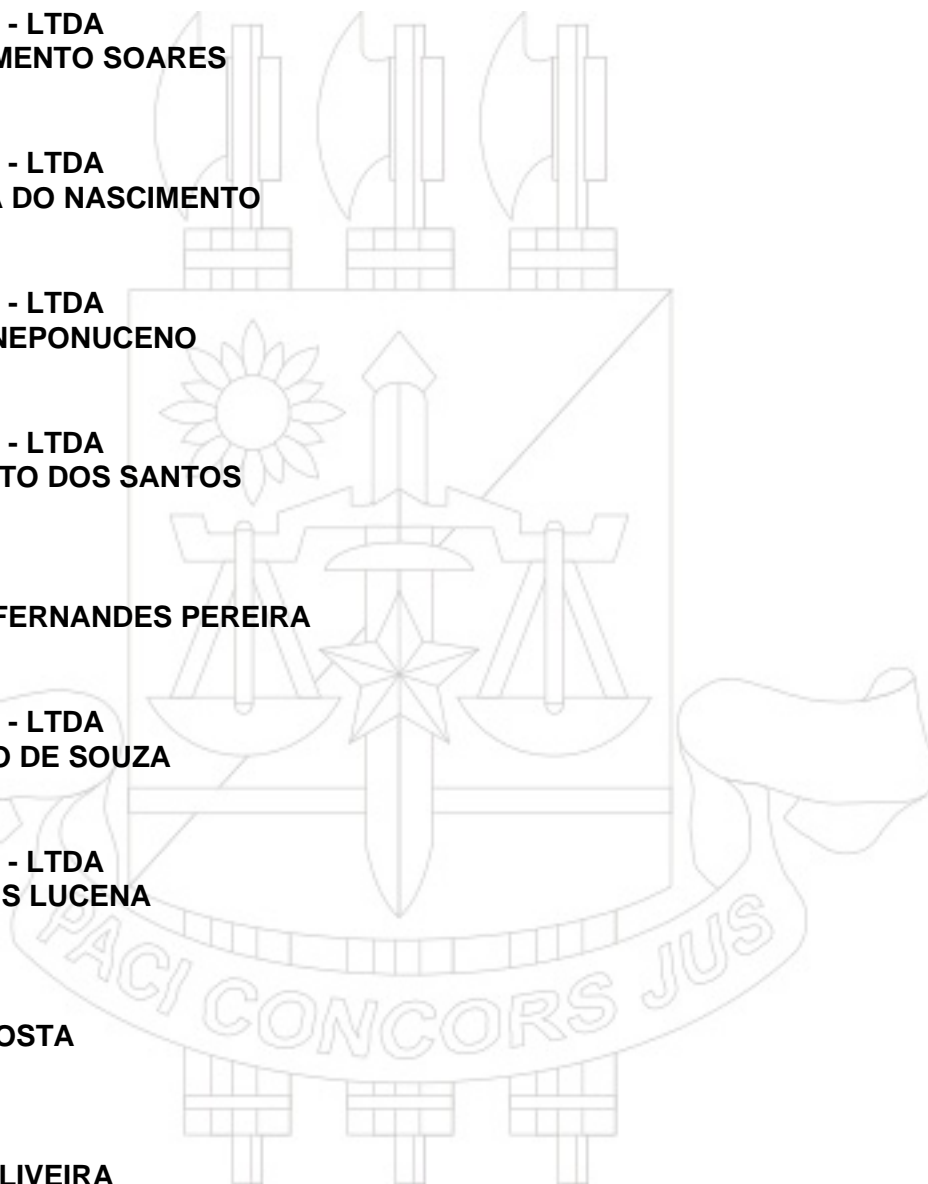 - LTDA
MENTO SOARES
- LTDA
A DO NASCIMENTO
- LTDA
NEPONUCENO
- LTDA
TO DOS SANTOS
FERNANDES PEREIRA
- LTDA
O DE SOUZA
- LTDA
S LUCENA
PACI CONCORS JUS
OSTA
LIVEIRA